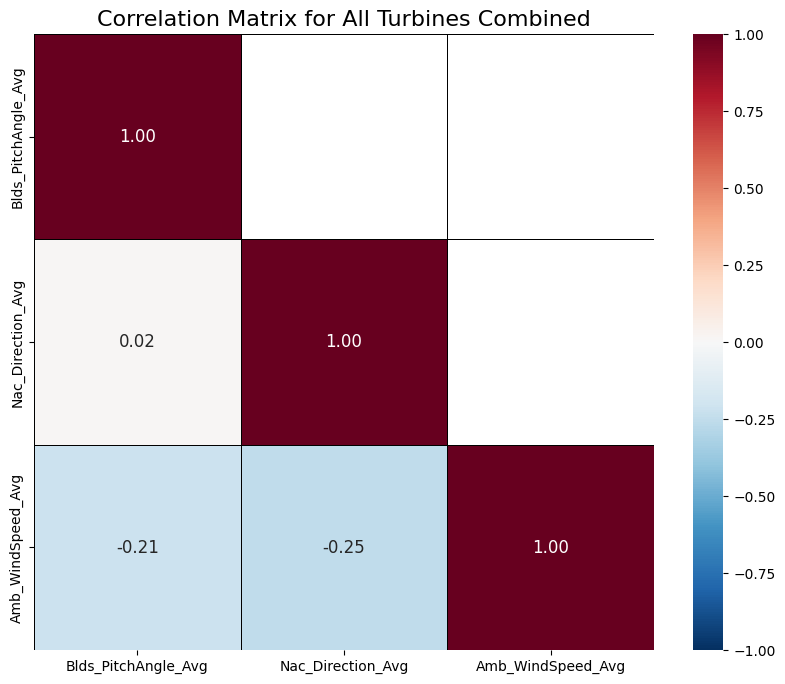 Correlation Matrix for All Turbines Combined
Blds_PitchAngle_Avg
1.00
Nac_Direction_Avg
0.02
1.00
Amb_WindSpeed_Avg
-0.21
-0.25
1.00
Blds_PitchAngle_Avg
Nac_Direction_Avg
Amb_WindSpeed_Avg
1.00
0.75
0.50
0.25
0.00
−0.25
−0.50
−0.75
−1.00